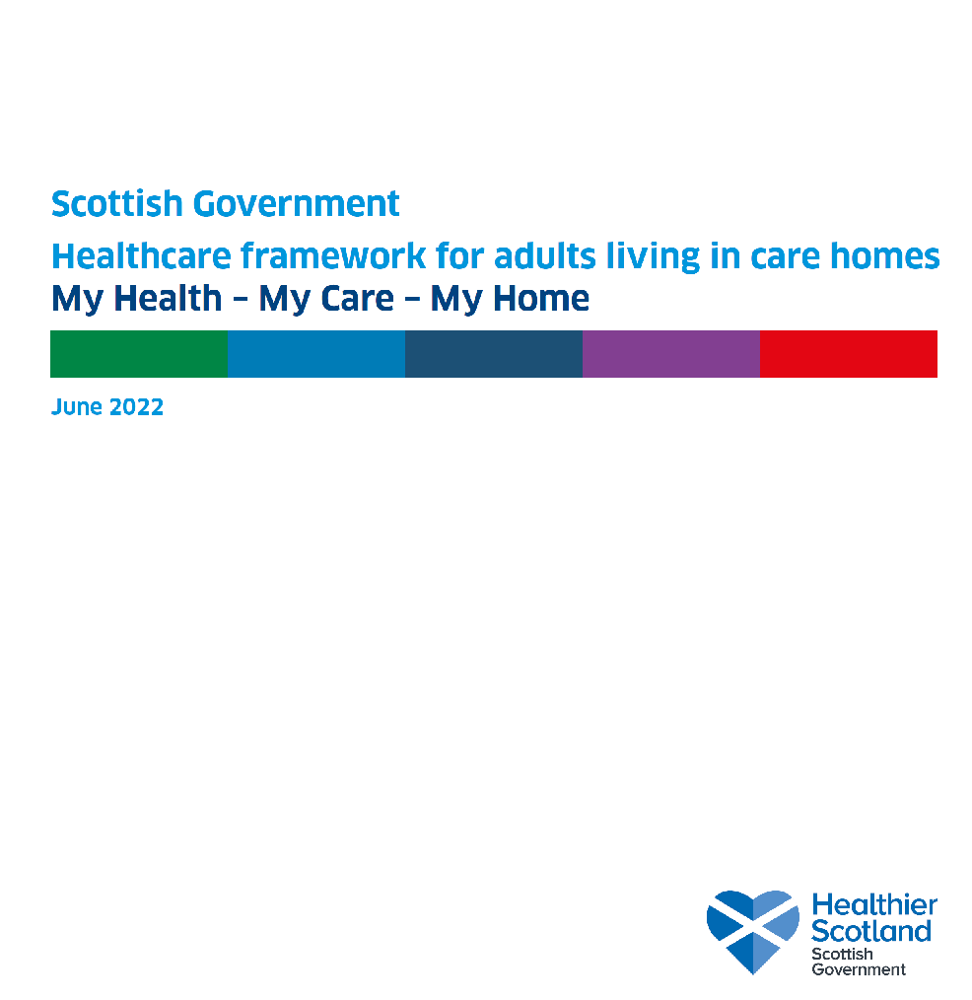 Scottish Government
Healthcare framework for adults living in care homes
My Health – My Care – My Home
June 2022
Healthier
Scotland
Scottish
Government